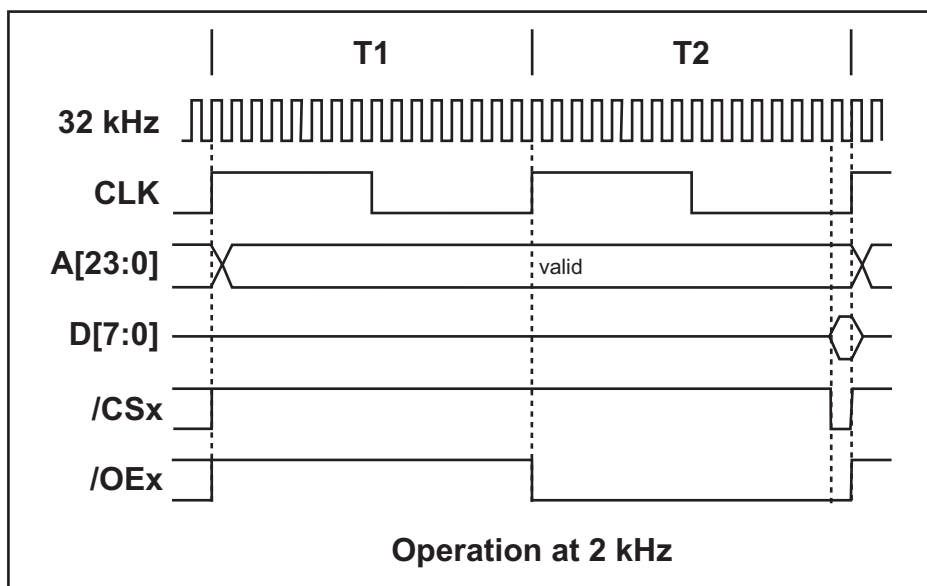 T1 T2
32 kHz
CLK
A[23:0] valid
D[7:0]
/CSx
/OEx
Operation at 2 kHz